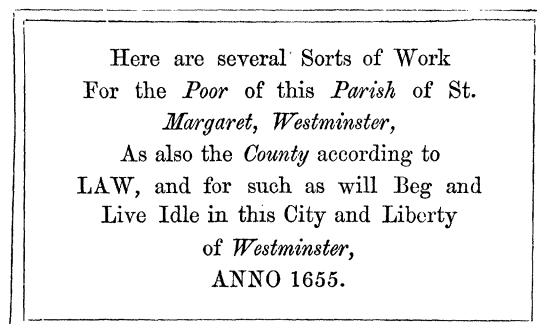 Here are several Sorts of Work
For the Poor of this Parish of St.
Margaret, Westminster,
As also the County according to
LAW, and for such as will Beg and
Live Idle in this City and Liberty
of Westminster,
ANNO 1655.